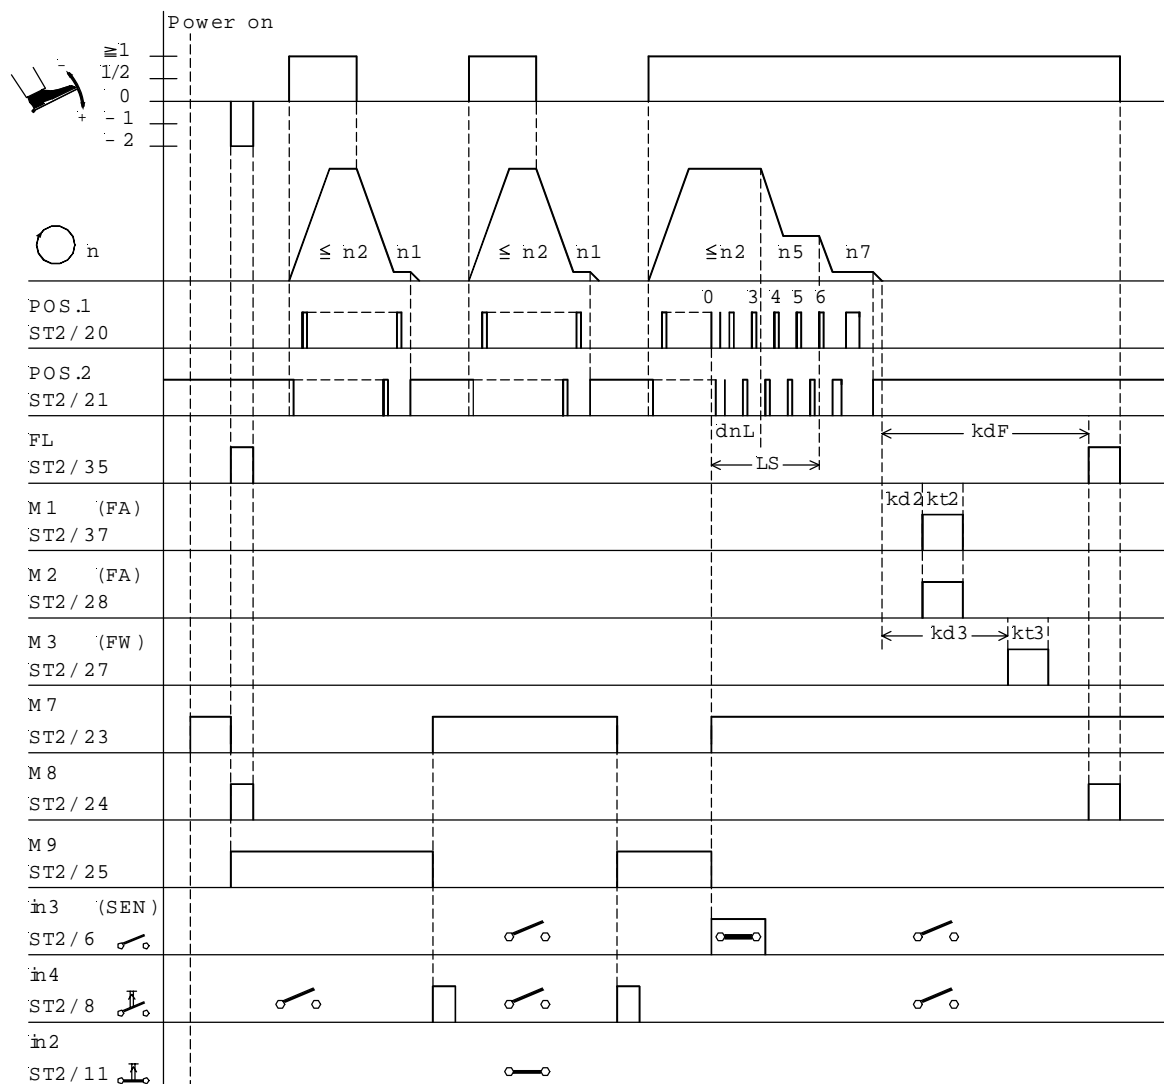 Power on
≧1
1/2
0
-1
-2
-
+
n
≤ n2 n1 ≤ n2 n1 ≤n2 n5 n7
0 3 4 5 6
POS.1
ST2/20
POS.2
ST2/21
dnL
kdF
LS
FL
ST2/35
kd2 kt2
M1 (FA)
ST2/37
M2 (FA)
ST2/28
kd3 kt3
M3 (FW)
ST2/27
M7
ST2/23
M8
ST2/24
M9
ST2/25
in3 (SEN)
ST2/6
in4
ST2/8
in2
ST2/11